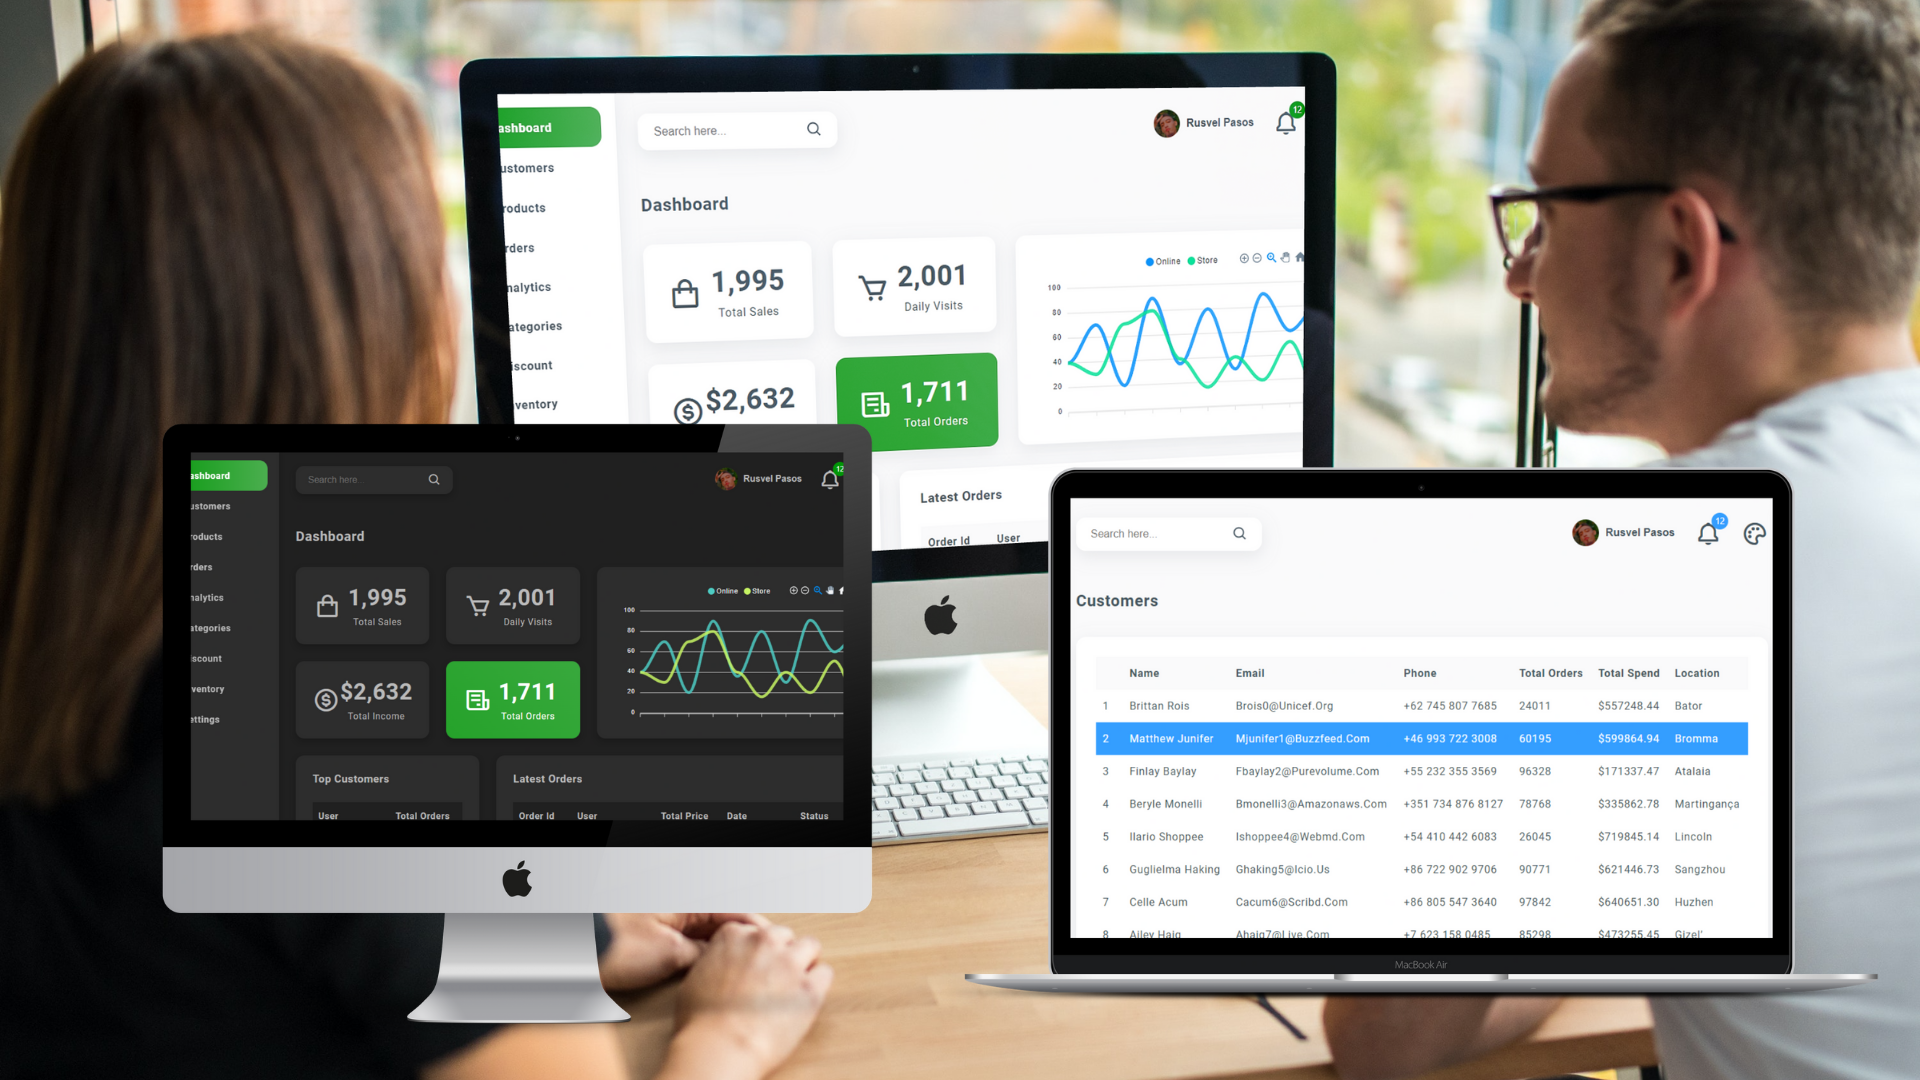 ashboard
Search here...
Rusvel Pasos
12
ustomers
roducts
rders
nalytics
ategories
iscount
ventory
Dashboard
1,995
Total Sales
2,001
Daily Visits
$2,632
1,711
Total Orders
Online
Store
100
80
60
40
20
0
Latest Orders
Order Id
User
ashboard
Search here...
Rusvel Pasos
12
ustomers
roducts
rders
nalytics
ategories
iscount
ventory
ettings
Dashboard
1,995
Total Sales
2,001
Daily Visits
$2,632
Total Income
1,711
Total Orders
Online
Store
100
80
60
40
20
0
Top Customers
User Total Orders
Latest Orders
Order Id User Total Price Date Status
Search here...
Rusvel Pasos
12
Customers
Name Email Phone Total Orders Total Spend Location
1 Brittan Rois Brois0@Unicef.Org +62 745 807 7685 24011 $557248.44 Bator
2 Matthew Junifer Mjunifer1@Buzzfeed.Com +46 993 722 3008 60195 $599864.94 Bromma
3 Finlay Baylay Fbaylay2@Purevolume.Com +55 232 355 3569 96328 $171337.47 Atalaia
4 Beryle Monelli Bmonelli3@Amazonaws.Com +351 734 876 8127 78768 $335862.78 Martingança
5 Ilario Shoppee Ishoppee4@Webmd.Com +54 410 442 6083 26045 $719845.14 Lincoln
6 Guglielma Haking Ghaking5@Icio.Us +86 722 902 9706 90771 $621446.73 Sangzhou
7 Celle Acum Cacum6@Scribd.Com +86 805 547 3640 97842 $640651.30 Huzhen
8 Ailey Haig Ahaig7@Live.Com +7 623 158 0485 85298 $473255.45 Gizel'
MacBook Air